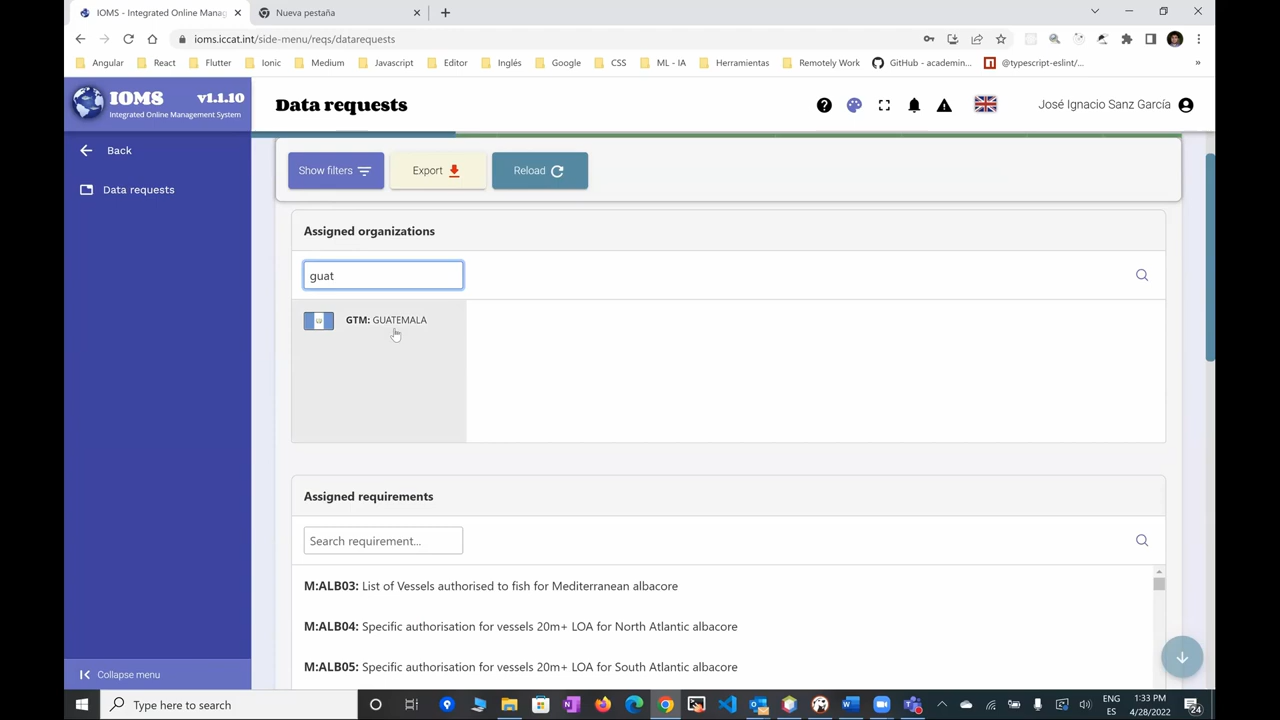 IOMS - Integrated Online Manag
Nueva pestaña
ioms.iccat.int/side-menu/reqs/datarequests
Angular
React
Flutter
Ionic
Medium
Javascript
Editor
Inglés
Google
CSS
ML - IA
Herramientas
Remotely Work
GitHub - academin...
@typescript-eslint/...
IOMS v1.1.10
Integrated Online Management System
Data requests
José Ignacio Sanz García
Back
Data requests
Show filters
Export
Reload
Assigned organizations
guat
GTM: GUATEMALA
Assigned requirements
Search requirement...
M:ALB03: List of Vessels authorised to fish for Mediterranean albacore
M:ALB04: Specific authorisation for vessels 20m+ LOA for North Atlantic albacore
M:ALB05: Specific authorisation for vessels 20m+ LOA for South Atlantic albacore
Collapse menu
Type here to search
ENG
ES
1:33 PM
4/28/2022
24